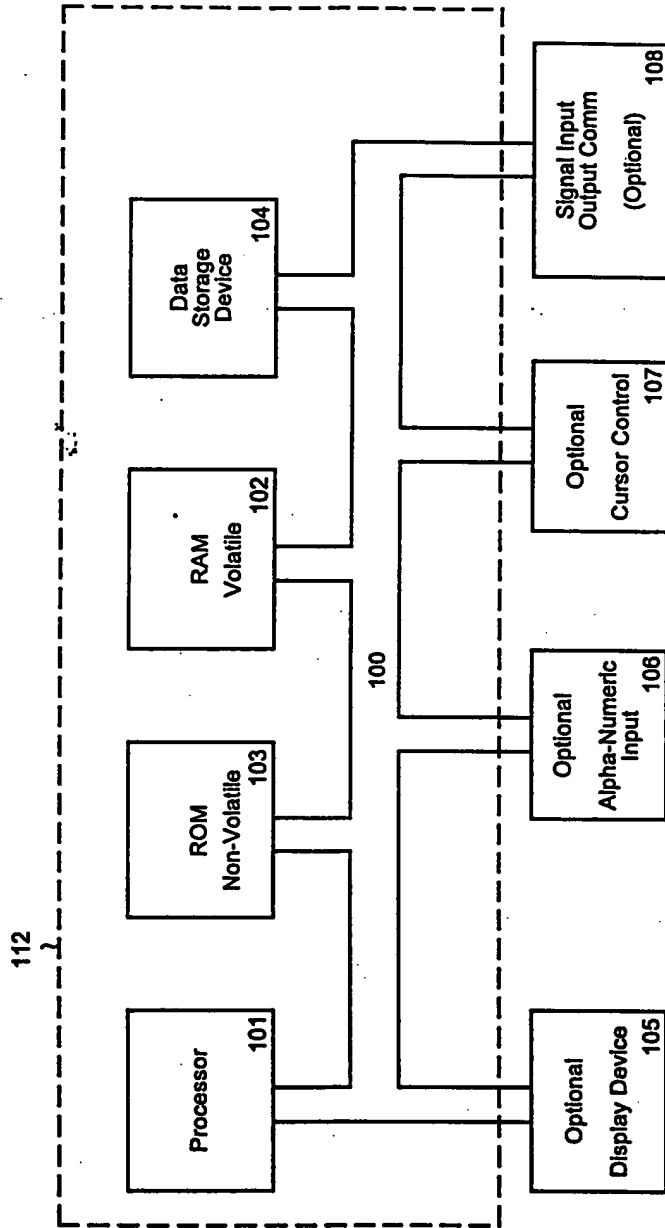 112
Processor
101
ROM
Non-Volatile
103
RAM
Volatile
102
Data
Storage
Device
104
100
Optional
Display Device
105
Optional
Alpha-Numeric
Input
106
Optional
Cursor Control
107
Signal Input
Output Comm
(Optional)
108